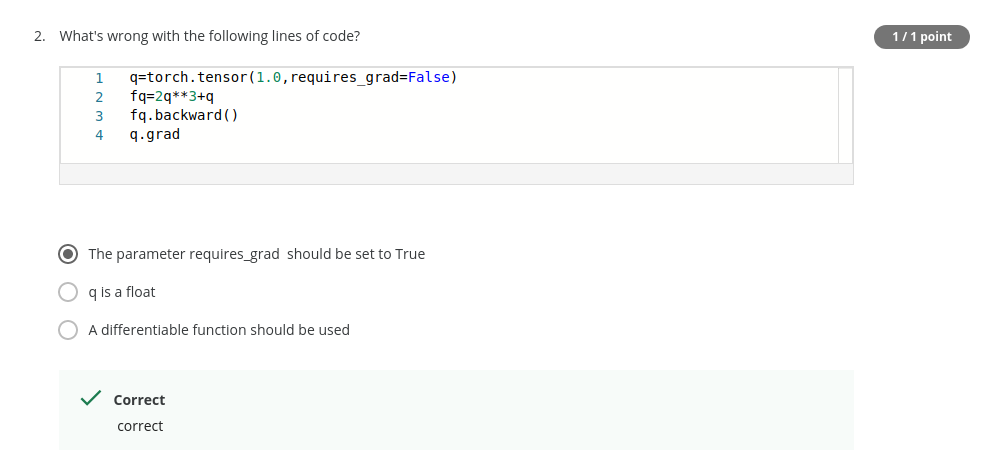 2. What's wrong with the following lines of code?
1 / 1 point
1 q=torch.tensor(1.0,requires_grad=False)
2 fq=2q**3+q
3 fq.backward()
4 q.grad
The parameter requires_grad should be set to True
q is a float
A differentiable function should be used
Correct
correct